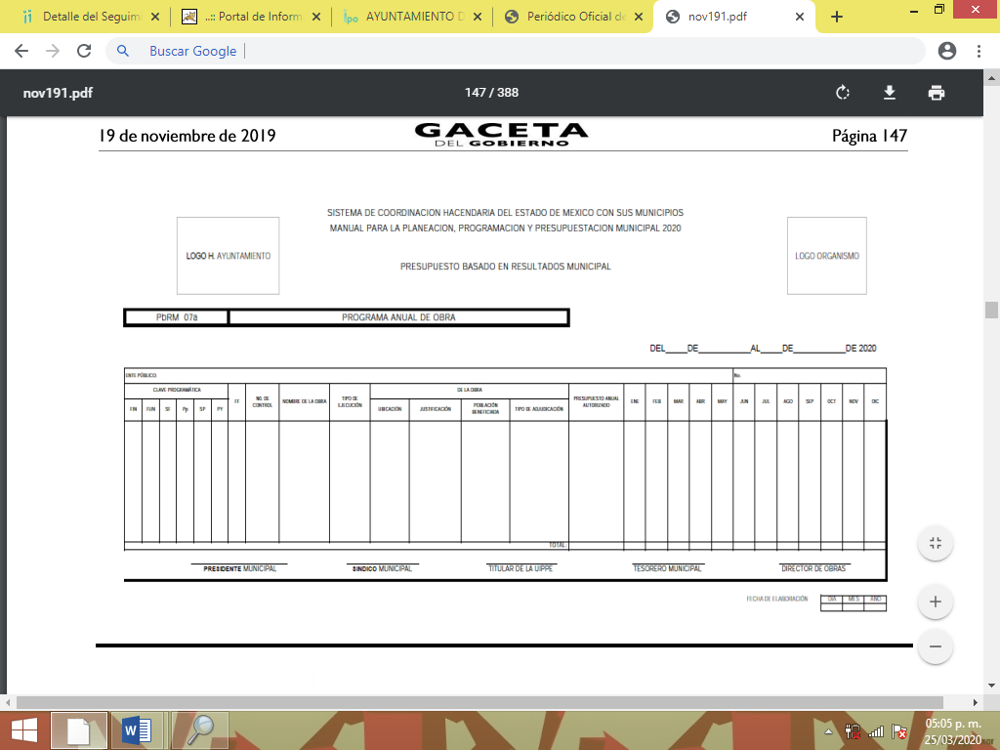 Detalle del Seguimi
..:: Portal de Inform
ipo AYUNTAMIENTO D
Periódico Oficial de
nov191.pdf
Buscar Google
nov191.pdf
147 / 388
19 de noviembre de 2019
GACETA
DEL GOBIERNO
Página 147
SISTEMA DE COORDINACION HACENDARIA DEL ESTADO DE MEXICO CON SUS MUNICIPIOS
MANUAL PARA LA PLANEACION, PROGRAMACION Y PRESUPUESTACION MUNICIPAL 2020
LOGO H. AYUNTAMIENTO
LOGO ORGANISMO
PRESUPUESTO BASADO EN RESULTADOS MUNICIPAL
PbRM 07a
PROGRAMA ANUAL DE OBRA
DEL____DE__________AL____DE__________DE 2020
ENTE PÚBLICO:
No.
CLAVE PROGRAMÁTICA
FF
NO. DE
CONTROL
NOMBRE DE LA OBRA
TIPO DE
EJECUCIÓN
DE LA OBRA
PRESUPUESTO ANUAL
AUTORIZADO
ENE FEB MAR ABR MAY JUN JUL AGO SEP OCT NOV DIC
FIN FUN SF Pp SP PY
UBICACIÓN
JUSTIFICACIÓN
POBLACIÓN
BENEFICIADA
TIPO DE ADJUDICACIÓN
TOTAL:
PRESIDENTE MUNICIPAL
SINDICO MUNICIPAL
TITULAR DE LA UIPPE
TESORERO MUNICIPAL
DIRECTOR DE OBRAS
FECHA DE ELABORACIÓN
DIA MES AÑO
05:05 p. m.
25/03/2020